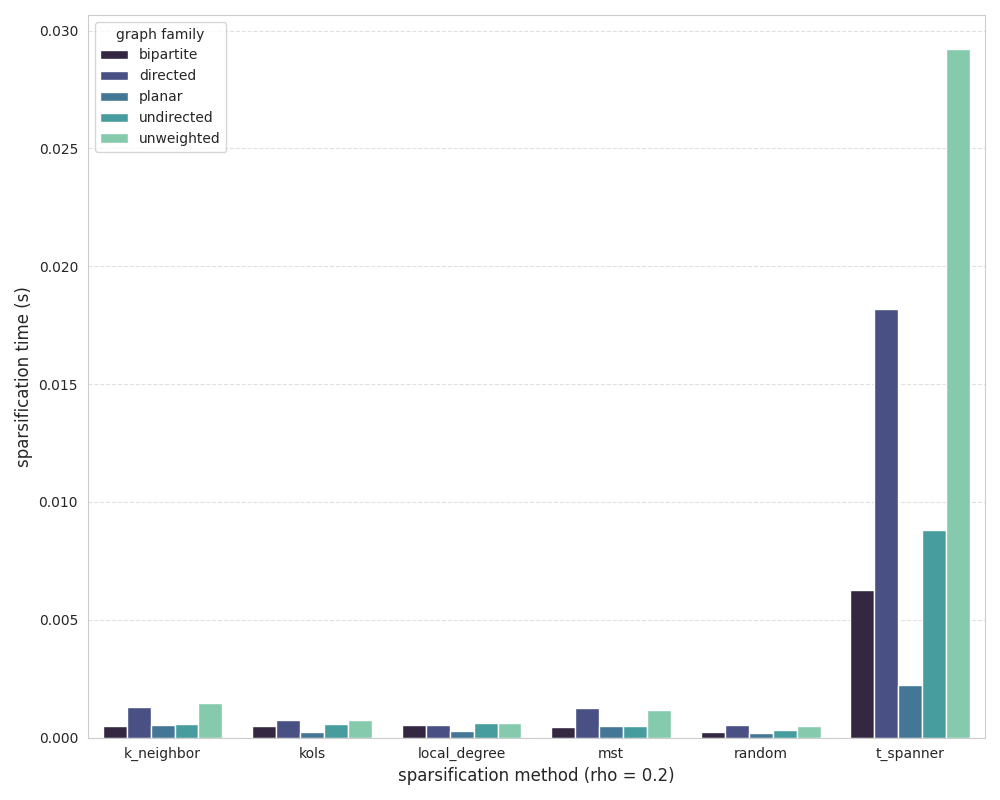 graph family
bipartite
directed
planar
undirected
unweighted
sparsification time (s)
0.030
0.025
0.020
0.015
0.010
0.005
0.000
k_neighbor kols local_degree mst random t_spanner
sparsification method (rho = 0.2)